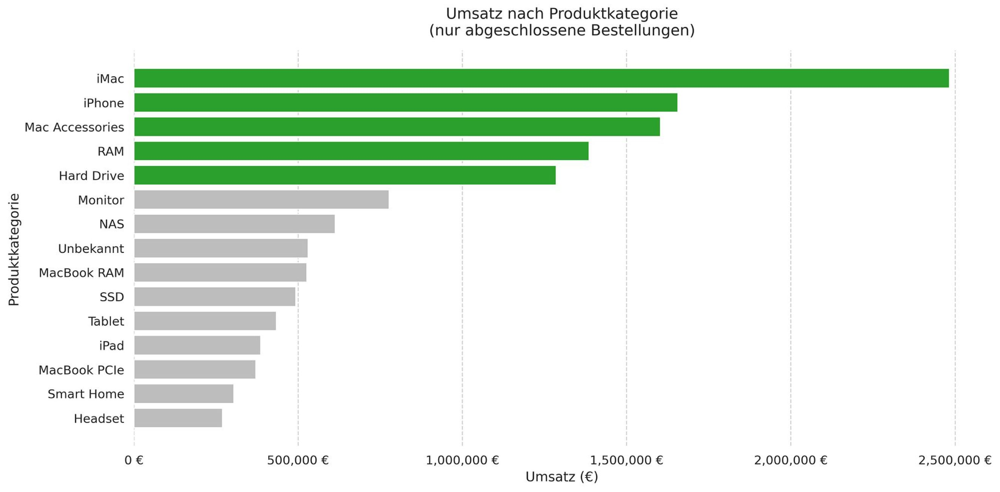 Umsatz nach Produktkategorie
(nur abgeschlossene Bestellungen)
Produktkategorie
iMac
iPhone
Mac Accessories
RAM
Hard Drive
Monitor
NAS
Unbekannt
MacBook RAM
SSD
Tablet
iPad
MacBook PCIe
Smart Home
Headset
0 € 500,000 € 1,000,000 € 1,500,000 € 2,000,000 € 2,500,000 €
Umsatz (€)